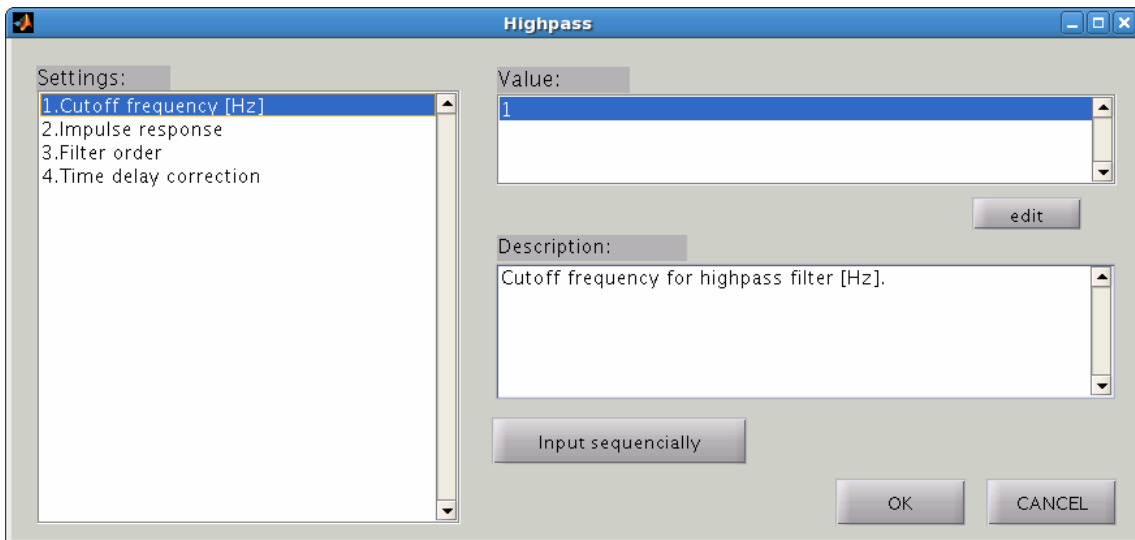 Highpass
Settings:
1.Cutoff frequency [Hz]
2.Impulse response
3.Filter order
4.Time delay correction
Value:
1
edit
Description:
Cutoff frequency for highpass filter [Hz].
Input sequencially
OK
CANCEL